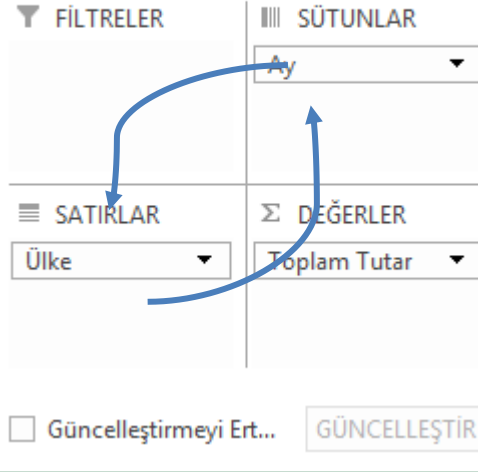 FİLTRELER
SÜTUNLAR
Ay
SATIRLAR
Σ DEĞERLER
Ülke
Toplam Tutar
Güncelleştirmeyi Ert...
GÜNCELLEŞTİR